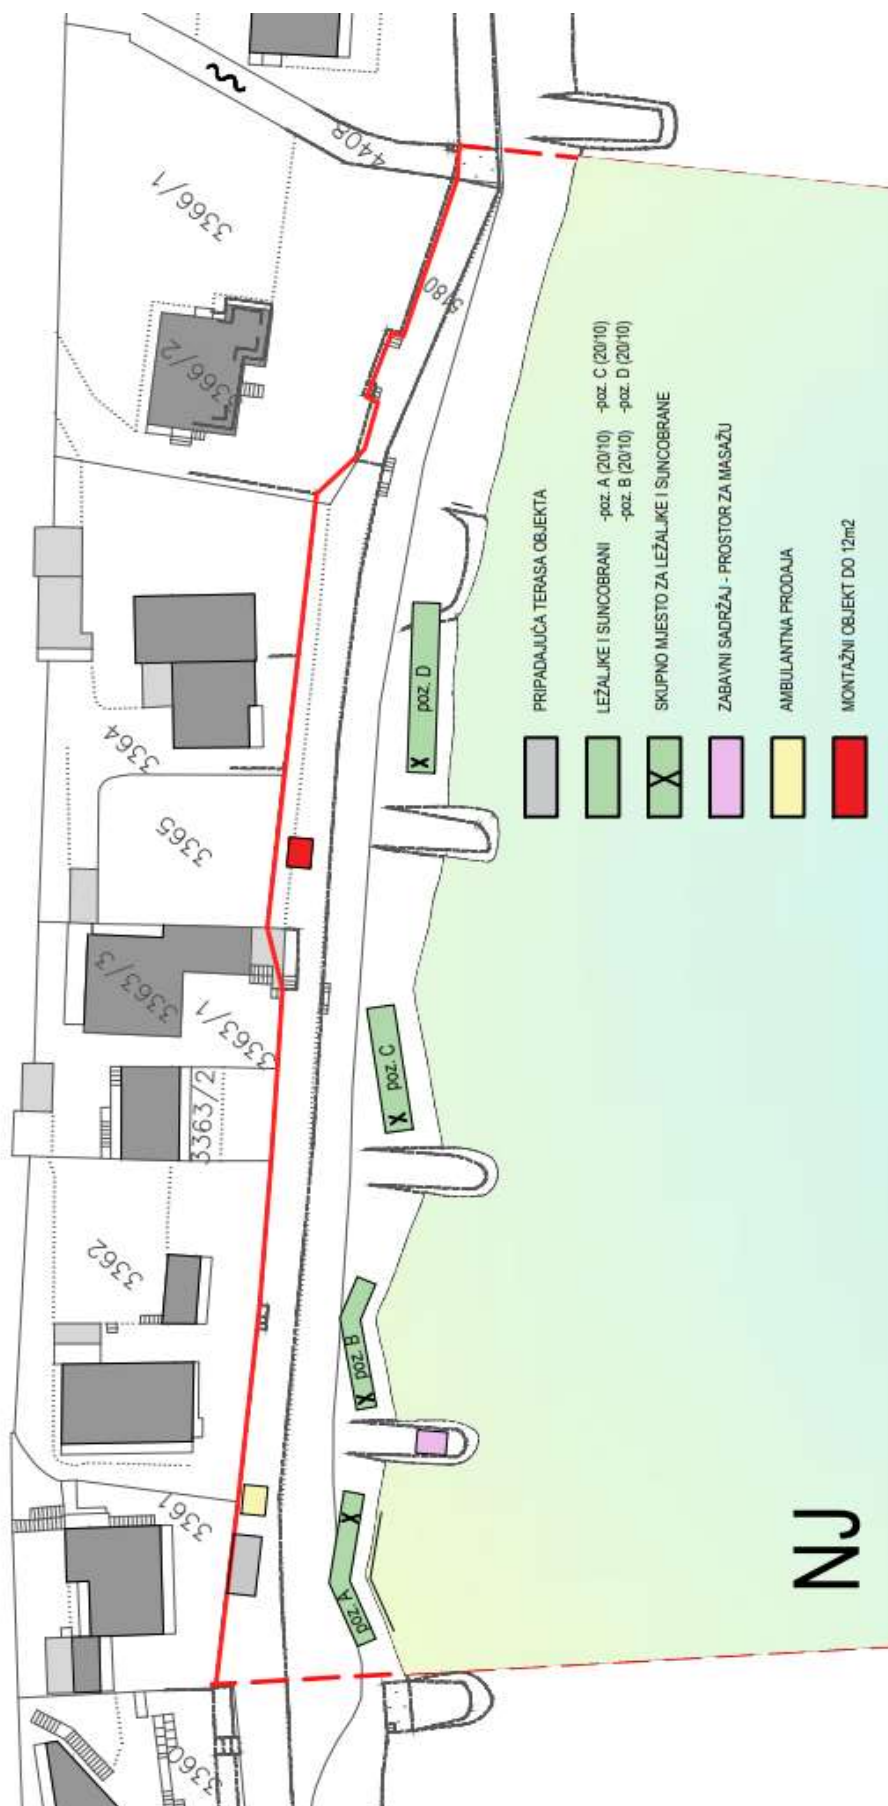 4408
3366/1
3366/2
5180
3364
3365
poz. D
X
3363/3
3363/1
3363/2
X poz. C
3362
X poz. B
3361
poz. A
X
3360
PRIPADAJUĆA TERASA OBJEKTA
LEŽALJKE I SUNCOBRANI -poz. A (20/10) -poz. C (20/10)
-poz. B (20/10) -poz. D (20/10)
X SKUPNO MJESTO ZA LEŽALJKE I SUNCOBRANE
ZABAVNI SADRŽAJ - PROSTOR ZA MASAŽU
AMBULANTNA PRODAJA
MONTAŽNI OBJEKT DO 12m2
NJ